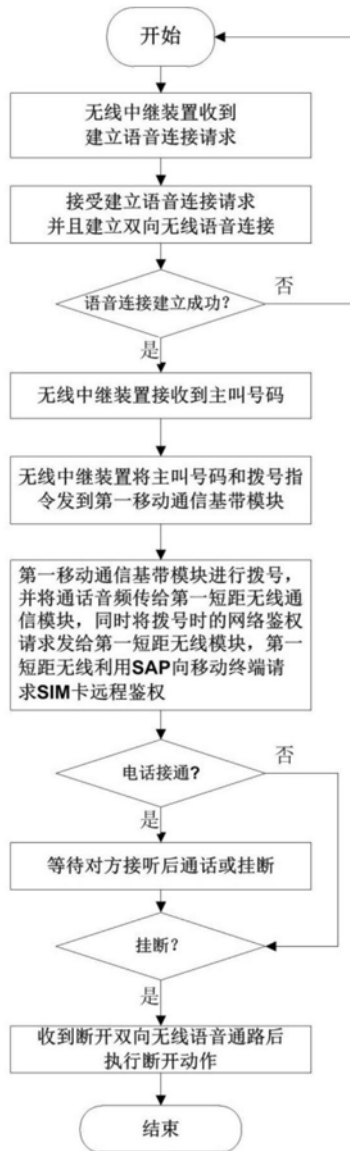 开始
无线中继装置收到
建立语音连接请求
接受建立语音连接请求
并且建立双向无线语音连接
语音连接建立成功?
否
是
无线中继装置接收到主叫号码
无线中继装置将主叫号码和拨号指
令发到第一移动通信基带模块
第一移动通信基带模块进行拨号，
并将通话音频传给第一短距无线通
信模块，同时将拨号时的网络鉴权
请求发给第一短距无线模块，第一
短距无线利用SAP向移动终端请
求SIM卡远程鉴权
电话接通?
否
是
等待对方接听后通话或挂断
挂断?
是
收到断开双向无线语音通路后
执行断开动作
结束